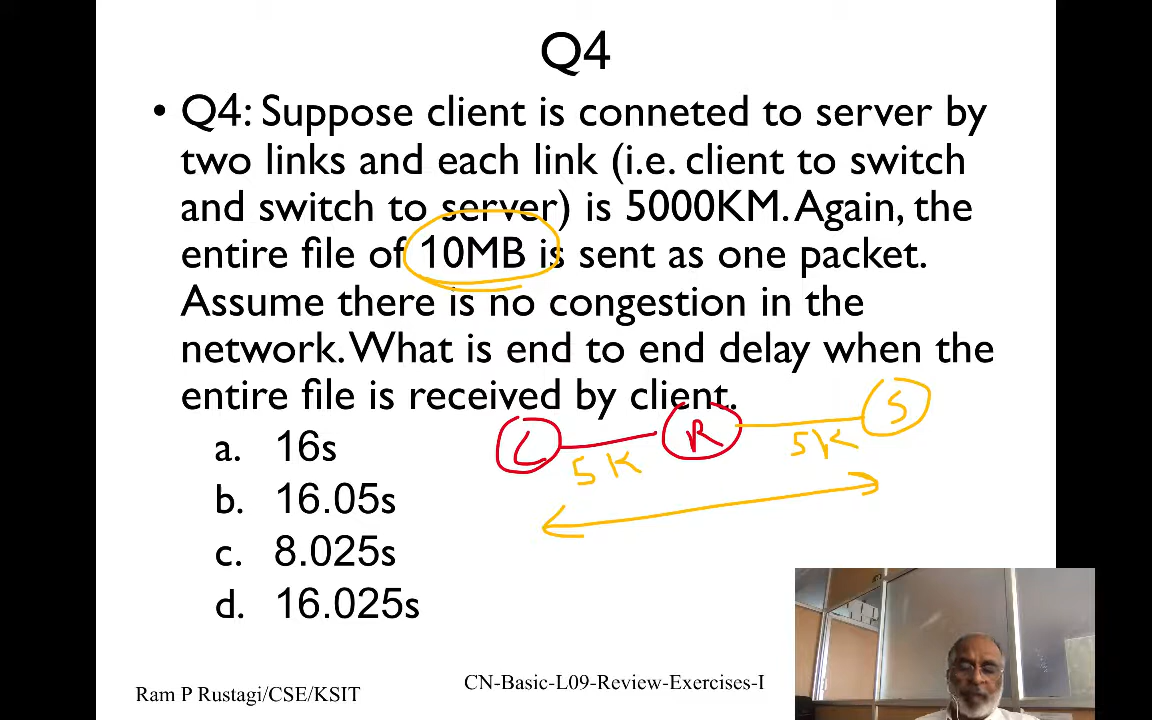 Q4
• Q4: Suppose client is conneted to server by
two links and each link (i.e. client to switch
and switch to server) is 5000KM. Again, the
entire file of 10MB is sent as one packet.
Assume there is no congestion in the
network. What is end to end delay when the
entire file is received by client.
C R S
5K 5K
a. 16s
b. 16.05s
c. 8.025s
d. 16.025s
Ram P Rustagi/CSE/KSIT
CN-Basic-L09-Review-Exercises-I